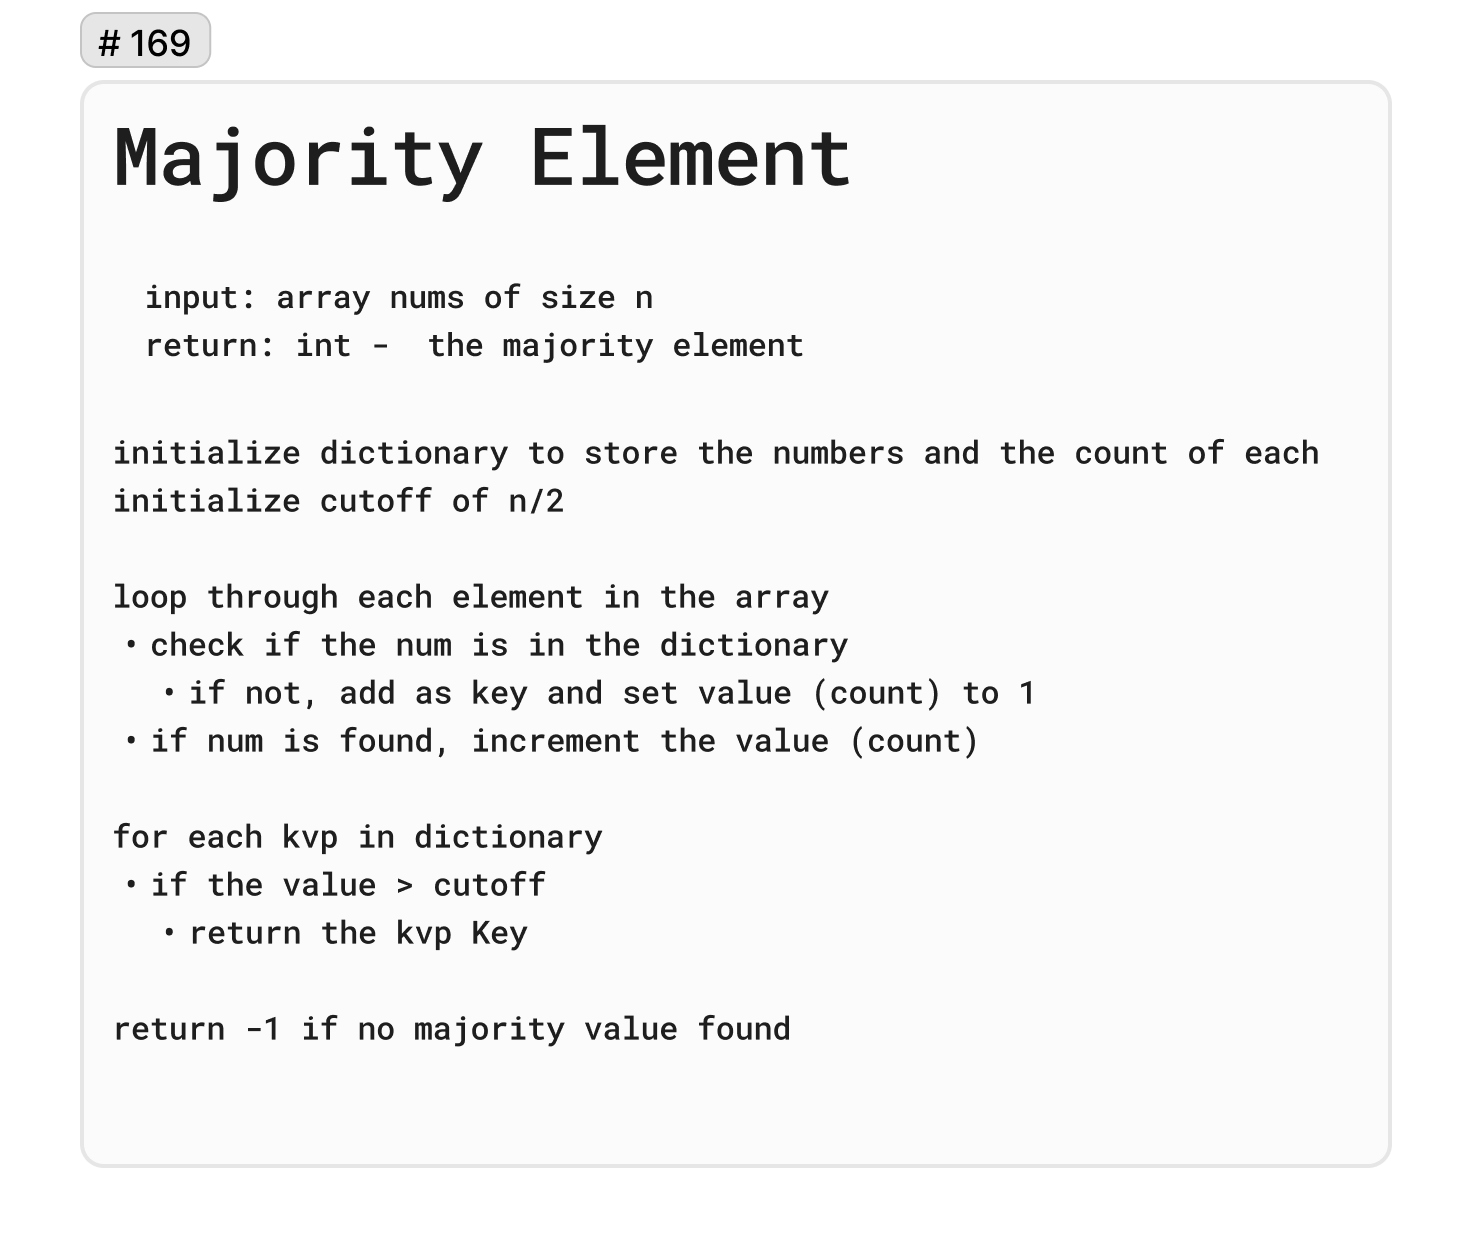 # 169
Majority Element
input: array nums of size n
return: int -  the majority element
initialize dictionary to store the numbers and the count of each
initialize cutoff of n/2
loop through each element in the array
• check if the num is in the dictionary
• if not, add as key and set value (count) to 1
• if num is found, increment the value (count)
for each kvp in dictionary
• if the value > cutoff
• return the kvp Key
return -1 if no majority value found